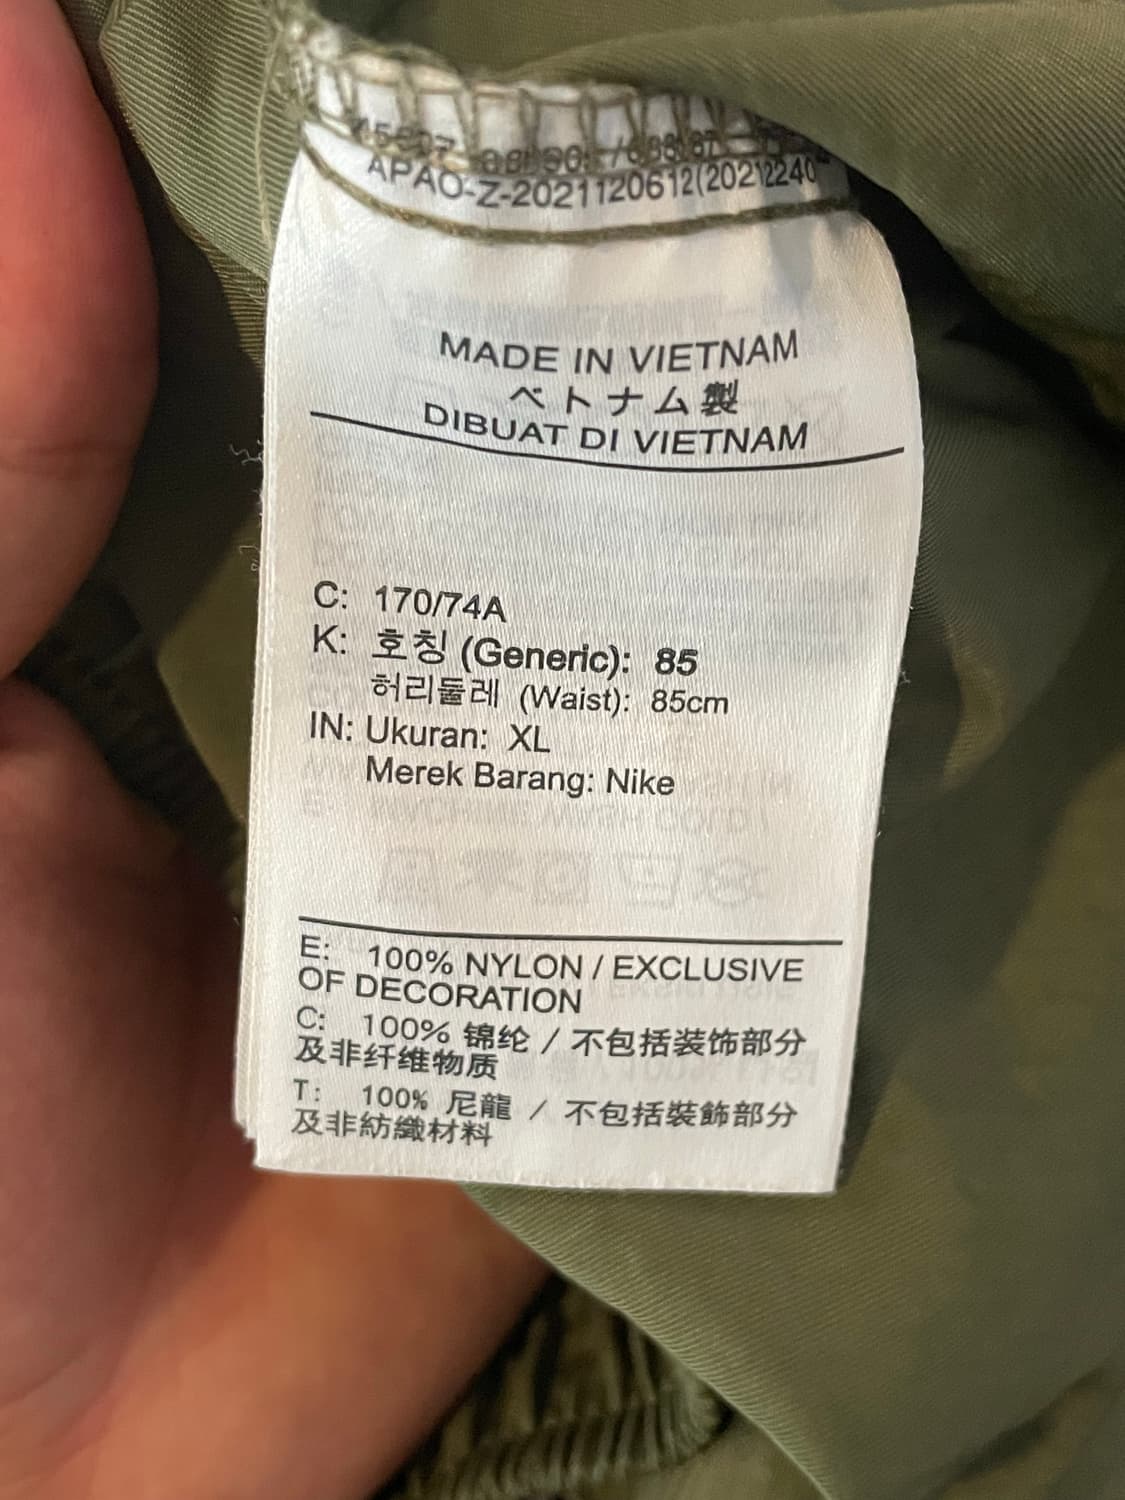 APAO-Z-2021120612(20212240
MADE IN VIETNAM
ベトナム製
DIBUAT DI VIETNAM
C: 170/74A
K: 호칭 (Generic): 85
허리둘레 (Waist): 85cm
IN: Ukuran: XL
Merek Barang: Nike
E: 100% NYLON / EXCLUSIVE
OF DECORATION
C: 100% 锦纶 / 不包括装饰部分
及非纤维物质
T: 100% 尼龍 / 不包括裝飾部分
及非紡織材料